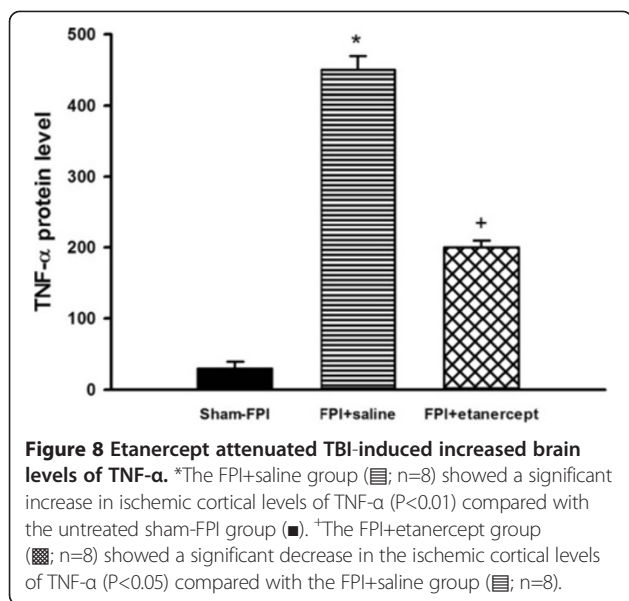 500
*
400
TNF-α protein level
300
+
200
100
0
Sham-FPI FPI+saline FPI+etanercept
Figure 8 Etanercept attenuated TBI-induced increased brain
levels of TNF-α. *The FPI+saline group (▤; n=8) showed a significant
increase in ischemic cortical levels of TNF-α (P<0.01) compared with
the untreated sham-FPI group (■). +The FPI+etanercept group
(▩; n=8) showed a significant decrease in the ischemic cortical levels
of TNF-α (P<0.05) compared with the FPI+saline group (▤; n=8).